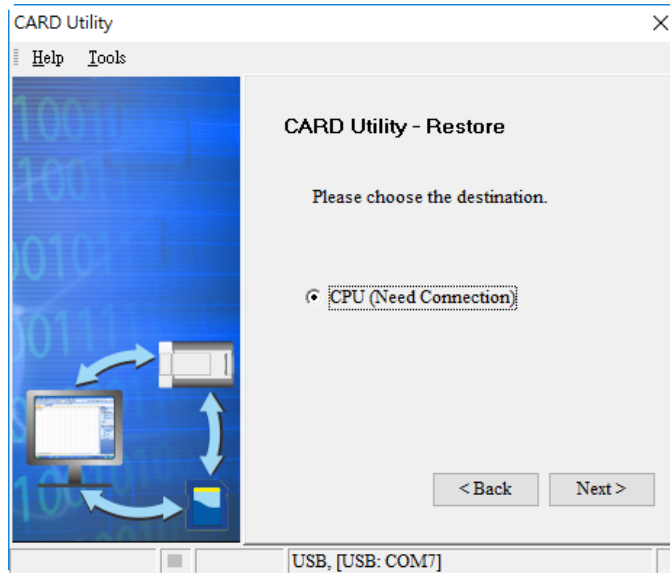 CARD Utility
Help Tools
CARD Utility - Restore
Please choose the destination.
CPU (Need Connection)
< Back Next >
USB, [USB: COM7]